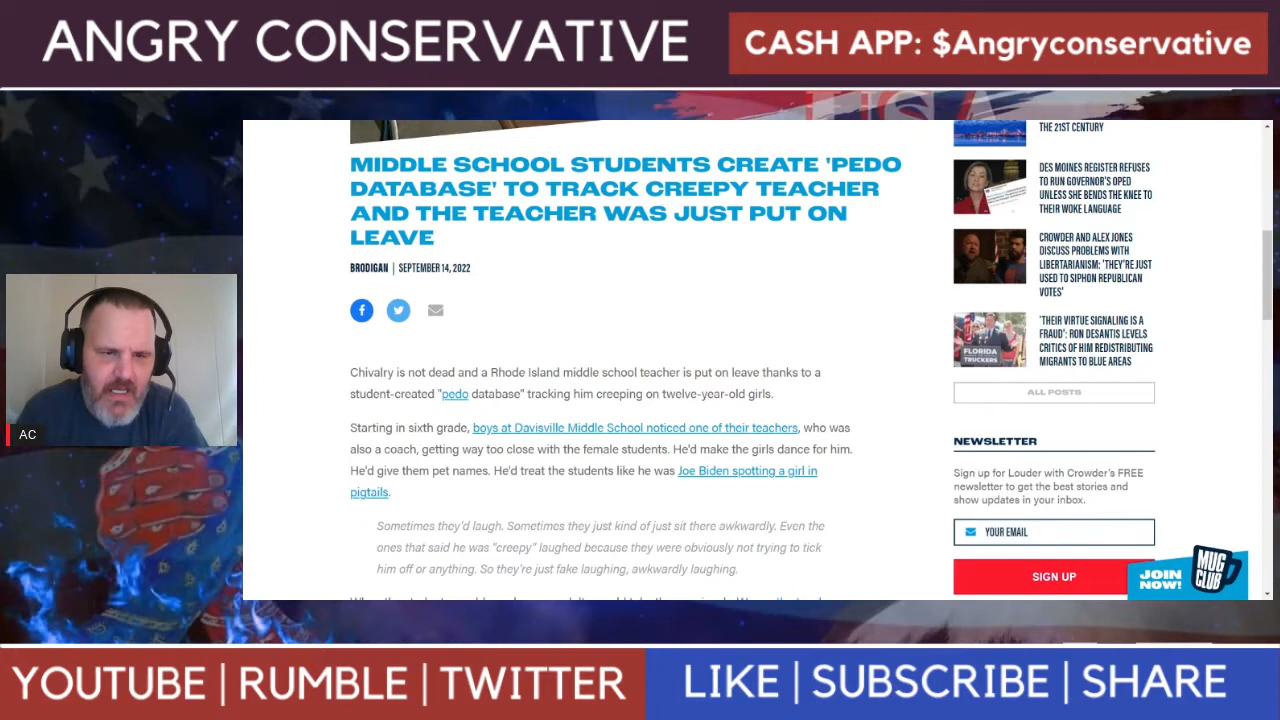 ANGRY CONSERVATIVE
CASH APP: $Angryconservative
USA
MIDDLE SCHOOL STUDENTS CREATE 'PEDO
DATABASE' TO TRACK CREEPY TEACHER
AND THE TEACHER WAS JUST PUT ON
LEAVE
BRODIGAN | SEPTEMBER 14, 2022
Chivalry is not dead and a Rhode Island middle school teacher is put on leave thanks to a
student-created "pedo database" tracking him creeping on twelve-year-old girls.
Starting in sixth grade, boys at Davisville Middle School noticed one of their teachers, who was
also a coach, getting way too close with the female students. He'd make the girls dance for him.
He'd give them pet names. He'd treat the students like he was Joe Biden spotting a girl in
pigtails.
Sometimes they'd laugh. Sometimes they just kind of just sit there awkwardly. Even the
ones that said he was "creepy" laughed because they were obviously not trying to tick
him off or anything. So they're just fake laughing, awkwardly laughing.
THE 21ST CENTURY
DES MOINES REGISTER REFUSES
TO RUN GOVERNOR'S OPED
UNLESS SHE BENDS THE KNEE TO
THEIR WOKE LANGUAGE
CROWDER AND ALEX JONES
DISCUSS PROBLEMS WITH
LIBERTARIANISM: 'THEY'RE JUST
USED TO SIPHON REPUBLICAN
VOTES'
FLORIDA
TRUCKERS
'THEIR VIRTUE SIGNALING IS A
FRAUD': RON DESANTIS LEVELS
CRITICS OF HIM REDISTRIBUTING
MIGRANTS TO BLUE AREAS
ALL POSTS
NEWSLETTER
Sign up for Louder with Crowder's FREE
newsletter to get the best stories and
show updates in your inbox.
YOUR EMAIL
SIGN UP
JOIN
NOW!
MUG
CLUB
AC
YOUTUBE | RUMBLE | TWITTER
LIKE | SUBSCRIBE | SHARE